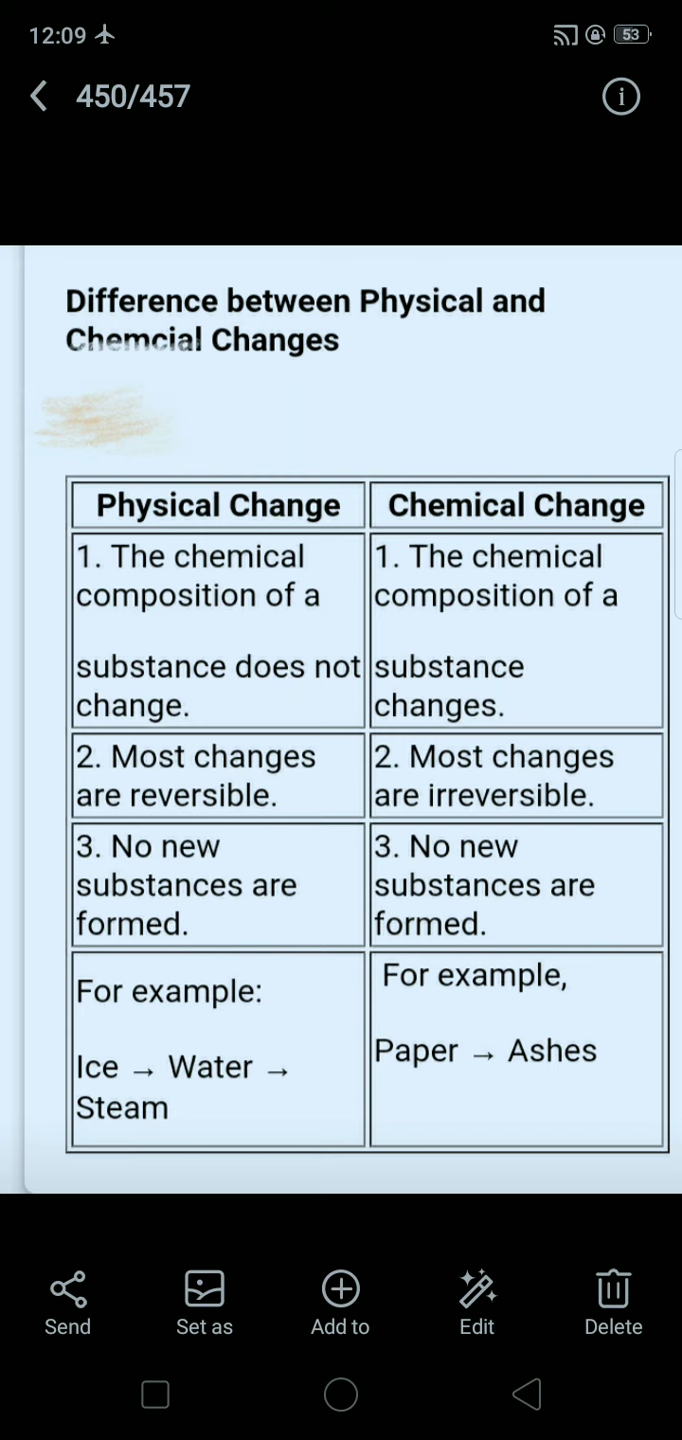 12:09
53
450/457
Difference between Physical and
Chemcial Changes
Physical Change
Chemical Change
1. The chemical
composition of a
substance does not
change.
1. The chemical
composition of a
substance
changes.
2. Most changes
are reversible.
2. Most changes
are irreversible.
3. No new
substances are
formed.
3. No new
substances are
formed.
For example:
Ice → Water →
Steam
For example,
Paper → Ashes
Send
Set as
Add to
Edit
Delete